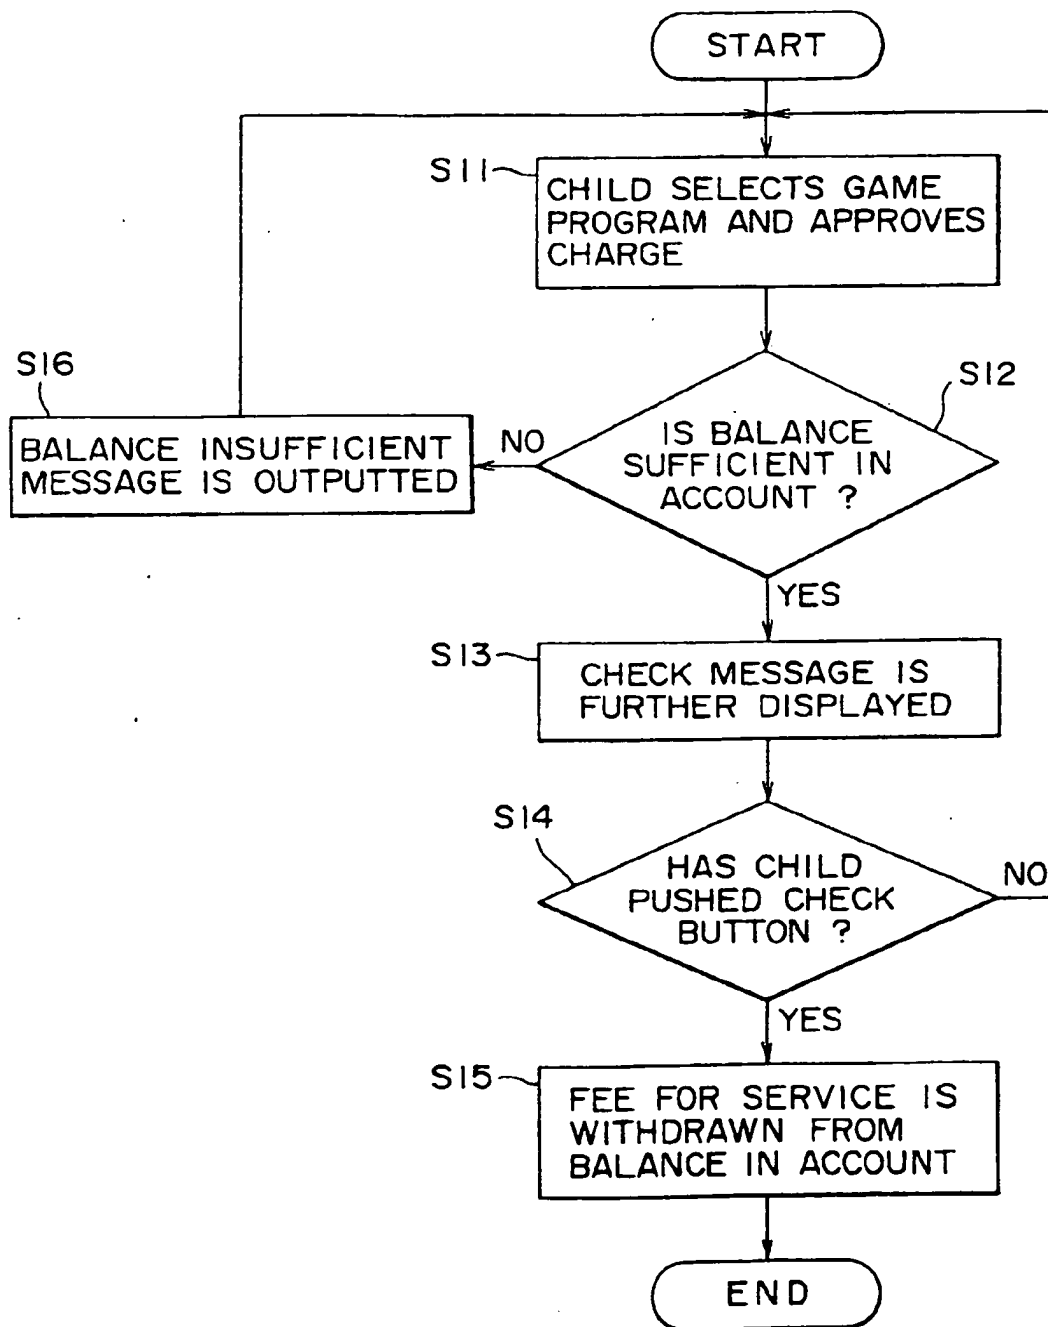 START
S11
CHILD SELECTS GAME
PROGRAM AND APPROVES
CHARGE
S16
BALANCE INSUFFICIENT
MESSAGE IS OUTPUTTED
NO
S12
IS BALANCE
SUFFICIENT IN
ACCOUNT ?
YES
S13
CHECK MESSAGE IS
FURTHER DISPLAYED
S14
HAS CHILD
PUSHED CHECK
BUTTON ?
NO
YES
S15
FEE FOR SERVICE IS
WITHDRAWN FROM
BALANCE IN ACCOUNT
END